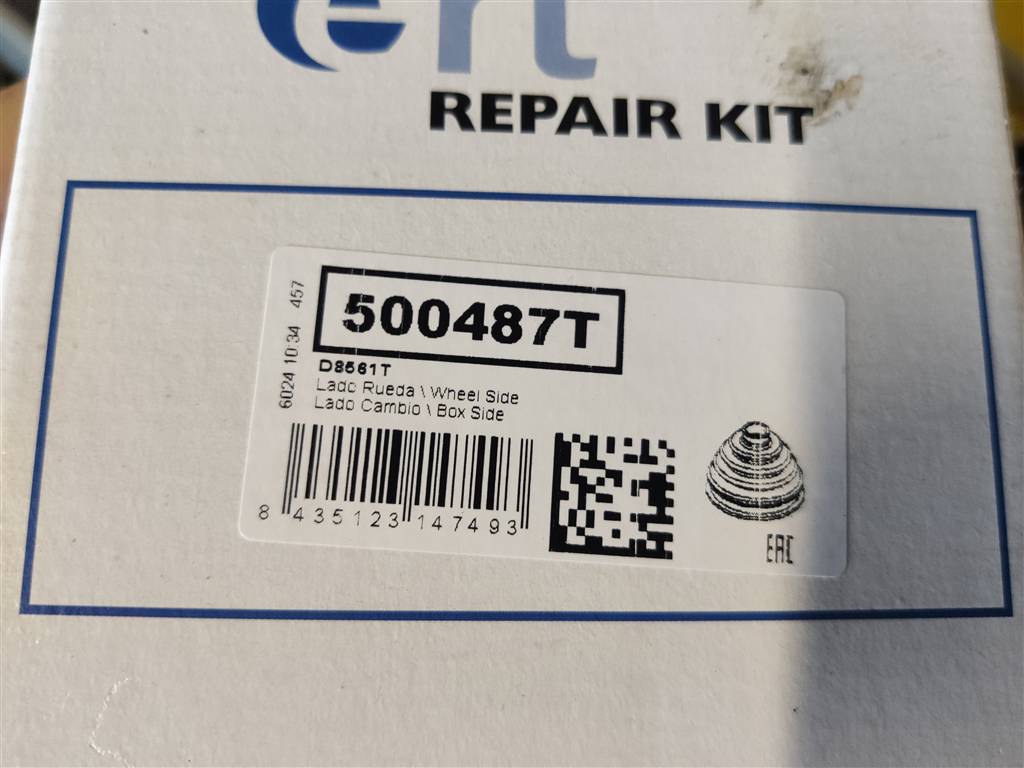 ert
REPAIR KIT
6024 10:34 457
500487T
D8561T
Lado Rueda \ Wheel Side
Lado Cambio \ Box Side
8 435123 147493
EAC